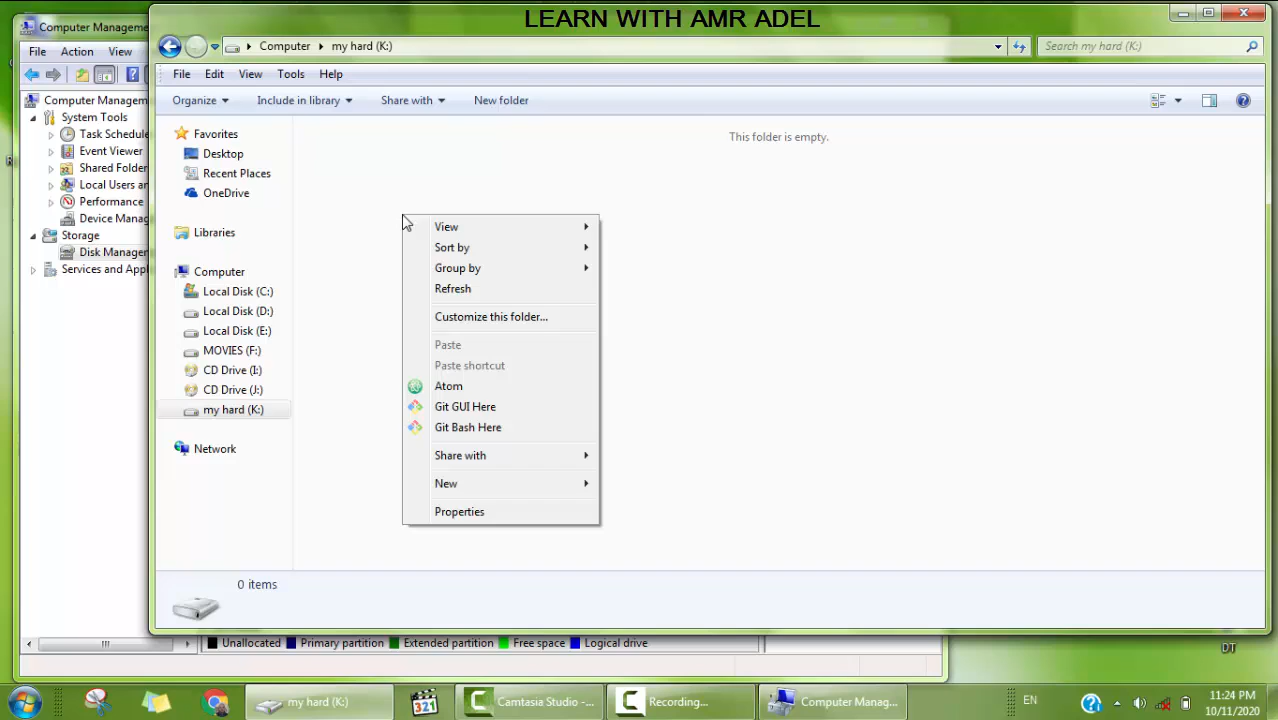 LEARN WITH AMR ADEL
Computer Manageme
File Action View
Computer Managem
System Tools
Task Schedule
Event Viewer
Shared Folder
Local Users an
Performance
Device Manag
Storage
Disk Manager
Services and Appl
Computer my hard (K:)
Search my hard (K:)
File Edit View Tools Help
Organize Include in library Share with New folder
Favorites
Desktop
Recent Places
OneDrive
Libraries
Computer
Local Disk (C:)
Local Disk (D:)
Local Disk (E:)
MOVIES (F:)
CD Drive (I:)
CD Drive (J:)
my hard (K:)
Network
This folder is empty.
View
Sort by
Group by
Refresh
Customize this folder...
Paste
Paste shortcut
Atom
Git GUI Here
Git Bash Here
Share with
New
Properties
0 items
Unallocated Primary partition Extended partition Free space Logical drive
DT
my hard (K:)
321
Camtasia Studio -...
Recording...
Computer Manag...
EN
11:24 PM
10/11/2020